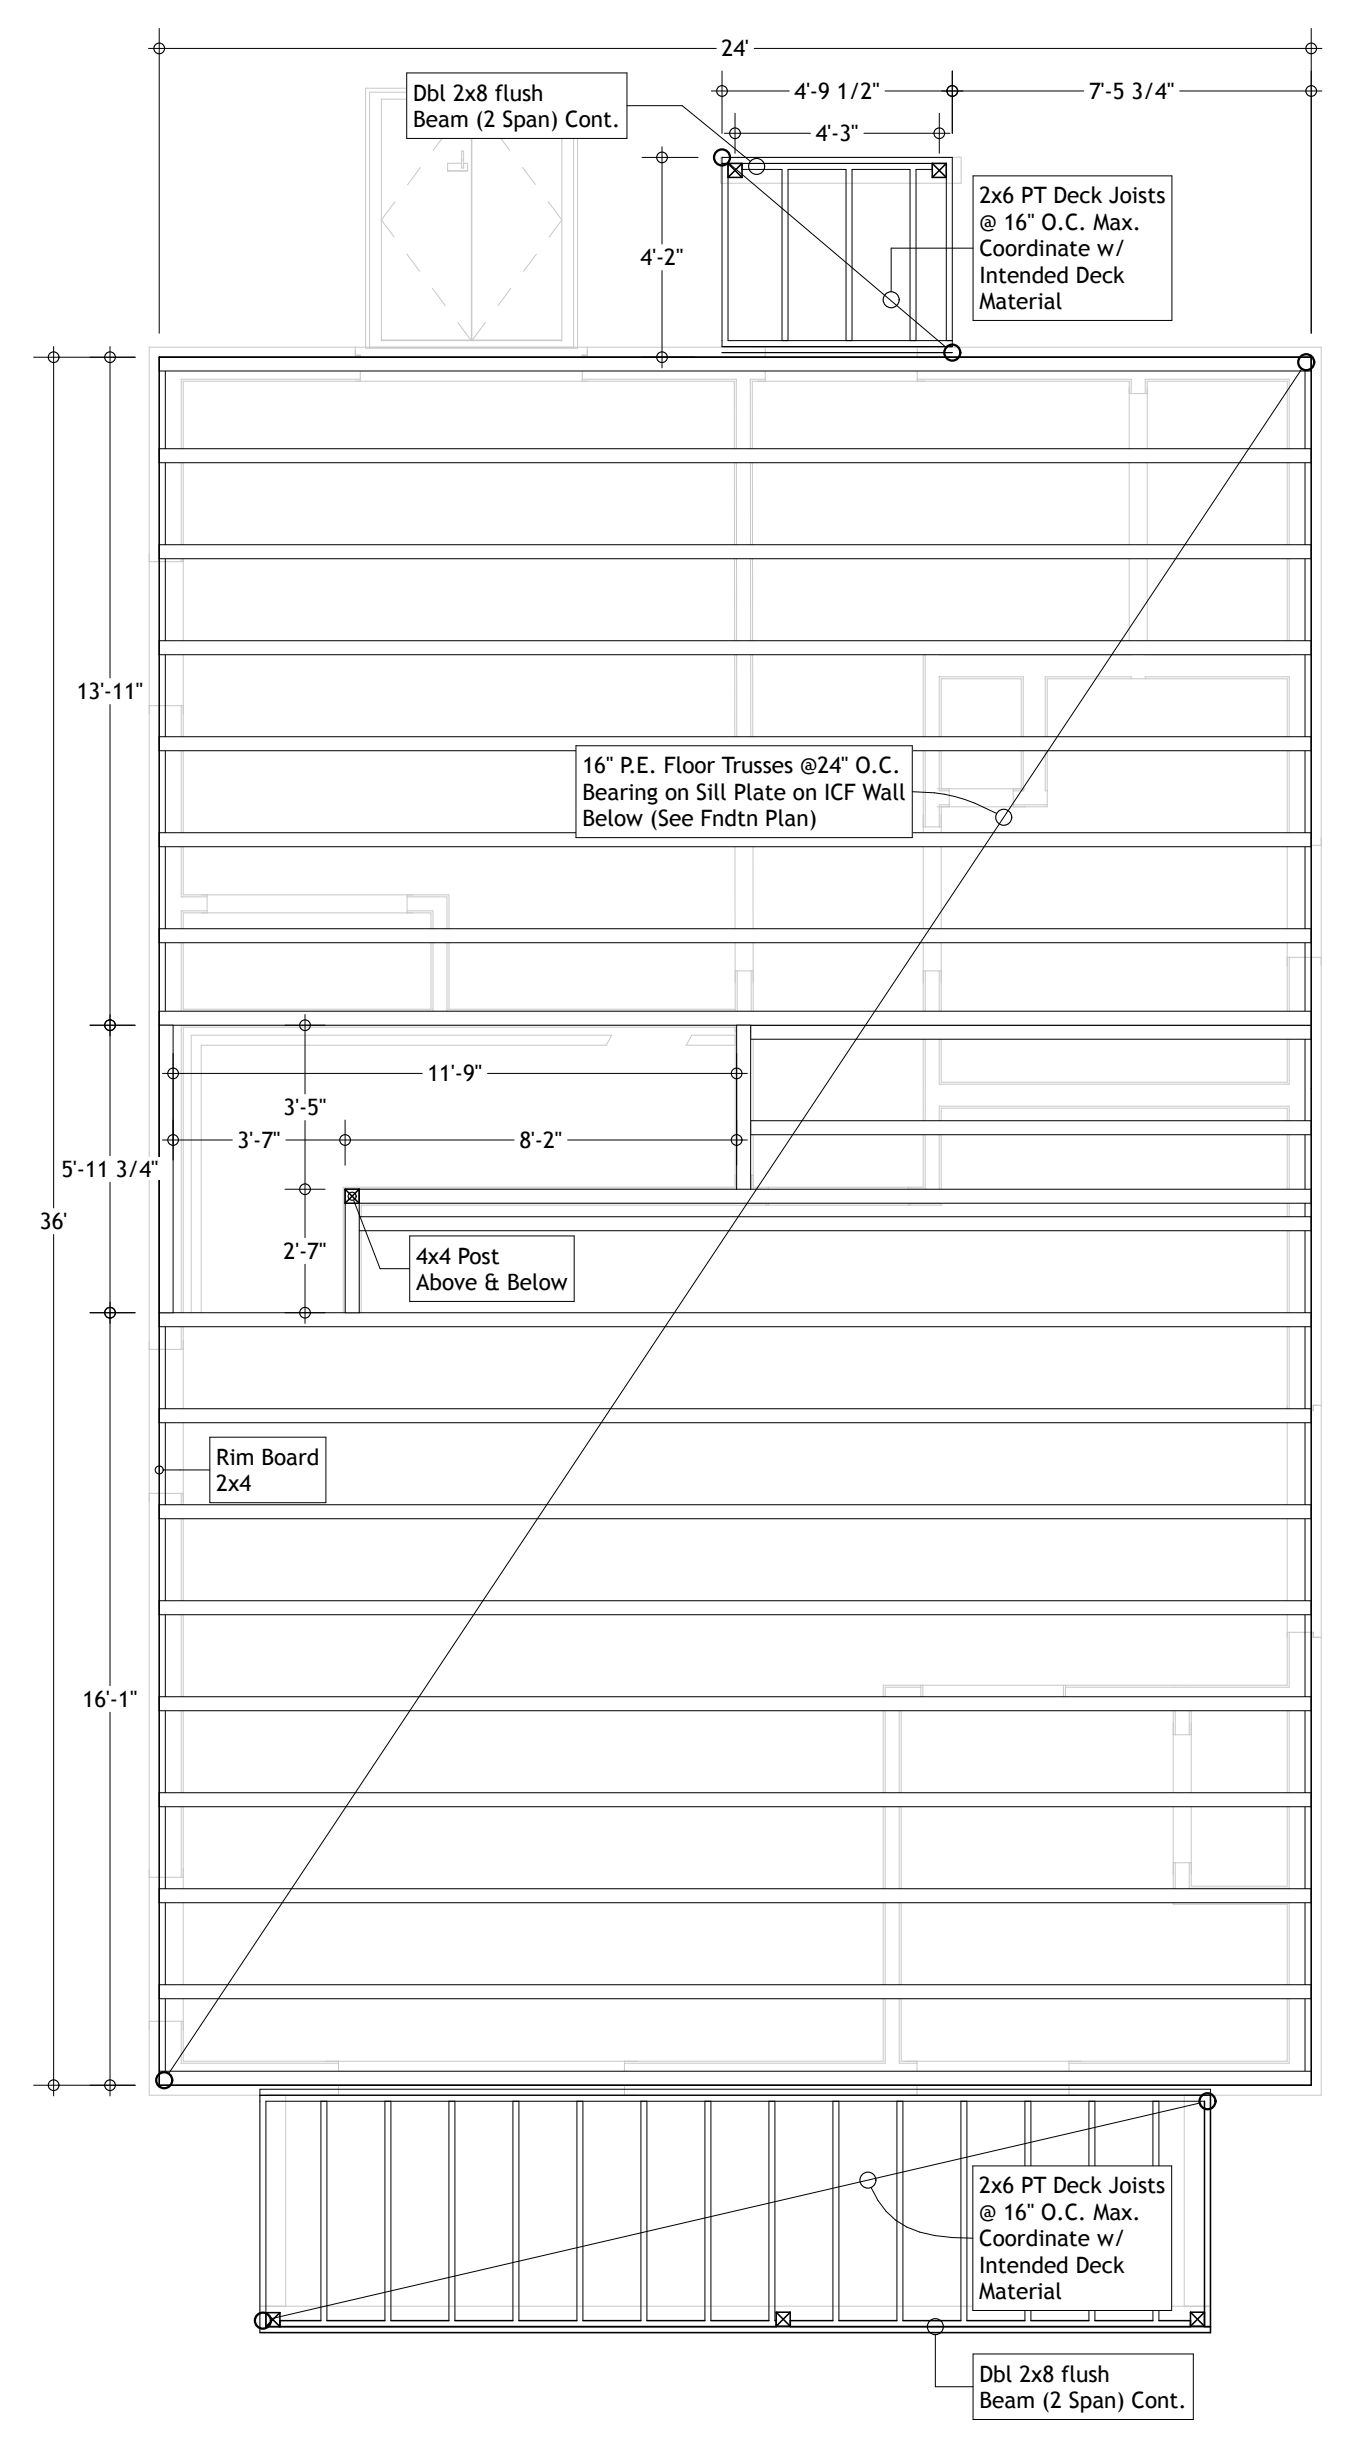 24'
4'-9 1/2"
7'-5 3/4"
Dbl 2x8 flush
Beam (2 Span) Cont.
4'-3"
2x6 PT Deck Joists
@ 16" O.C. Max.
Coordinate w/
Intended Deck
Material
4'-2"
13'-11"
16" P.E. Floor Trusses @24" O.C.
Bearing on Sill Plate on ICF Wall
Below (See Fndtn Plan)
11'-9"
3'-5"
3'-7"
8'-2"
5'-11 3/4"
36'
2'-7"
4x4 Post
Above & Below
Rim Board
2x4
16'-1"
2x6 PT Deck Joists
@ 16" O.C. Max.
Coordinate w/
Intended Deck
Material
Dbl 2x8 flush
Beam (2 Span) Cont.